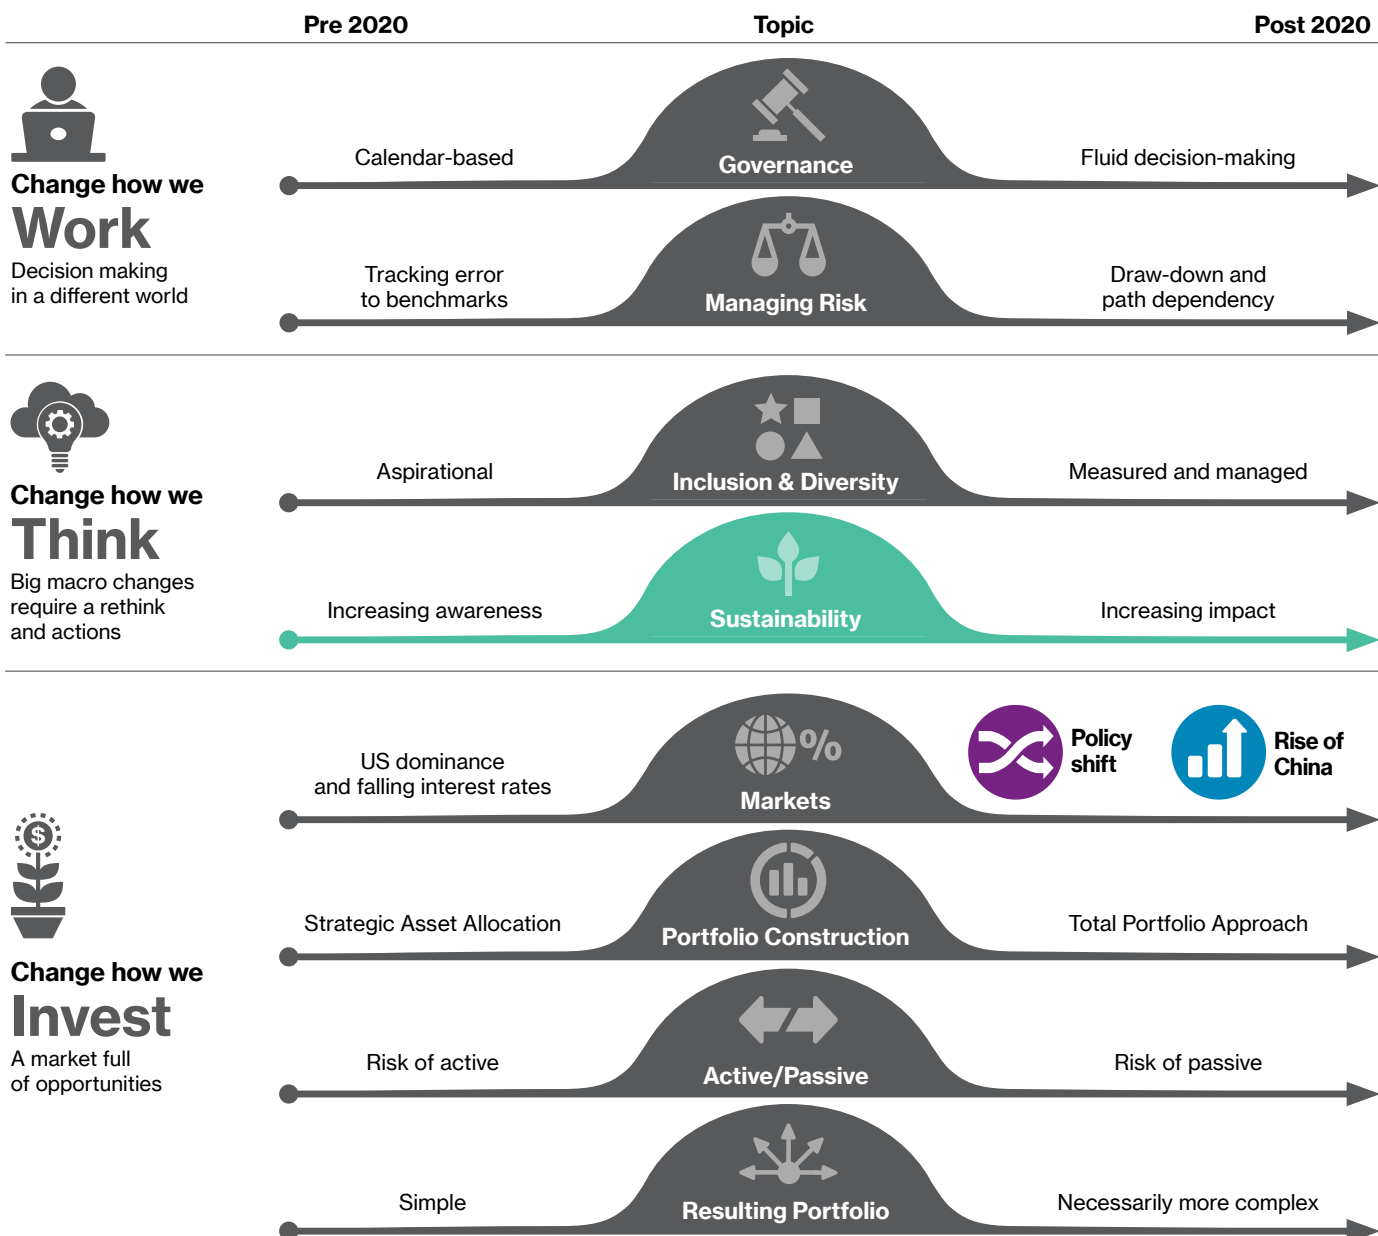 Pre 2020
Topic
Post 2020
Change how we
Work
Decision making
in a different world
Calendar-based
Governance
Fluid decision-making
Tracking error
to benchmarks
Managing Risk
Draw-down and
path dependency
Change how we
Think
Big macro changes
require a rethink
and actions
Aspirational
Inclusion & Diversity
Measured and managed
Increasing awareness
Sustainability
Increasing impact
$
Change how we
Invest
A market full
of opportunities
US dominance
and falling interest rates
%
Markets
Policy
shift
Rise of
China
Strategic Asset Allocation
Portfolio Construction
Total Portfolio Approach
Risk of active
Active/Passive
Risk of passive
Simple
Resulting Portfolio
Necessarily more complex